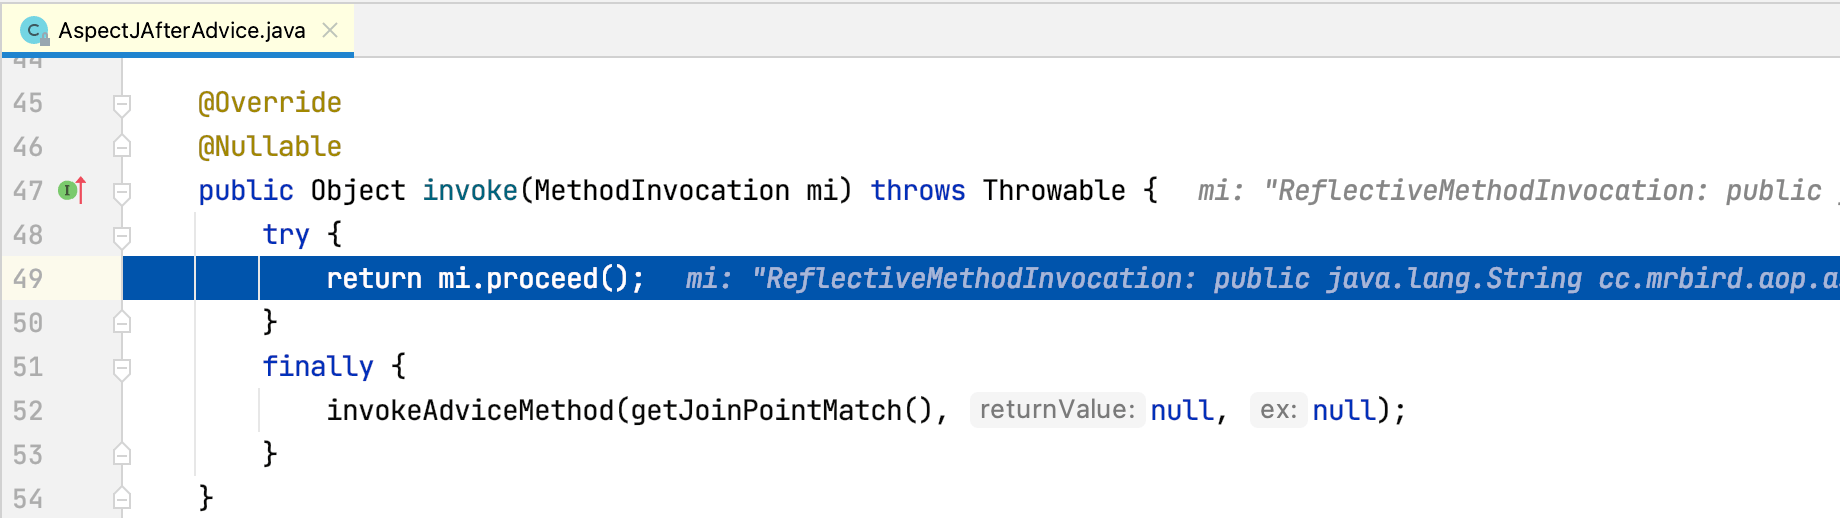 C AspectJAfterAdvice.java
44
45 @Override
46 @Nullable
47 I public Object invoke(MethodInvocation mi) throws Throwable { mi: "ReflectiveMethodInvocation: public
48 try {
49 return mi.proceed(); mi: "ReflectiveMethodInvocation: public java.lang.String cc.mrbird.aop.a
50 }
51 finally {
52 invokeAdviceMethod(getJoinPointMatch(), returnValue: null, ex: null);
53 }
54 }